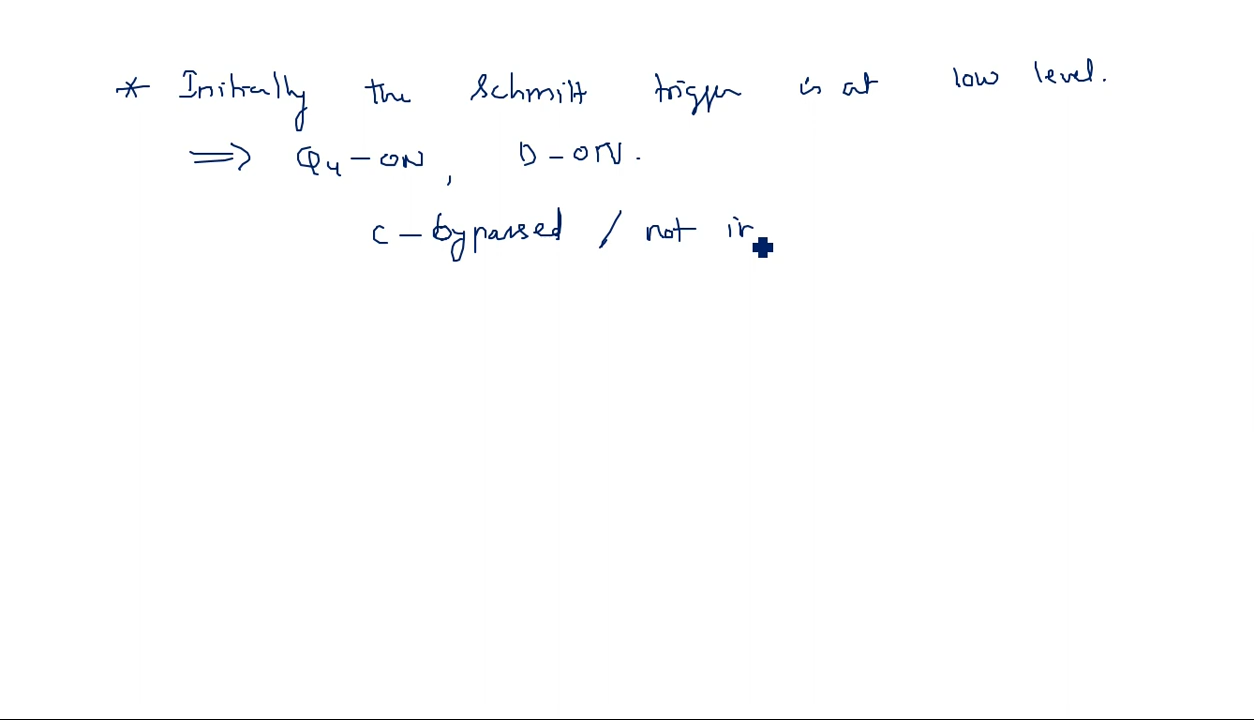 * Initially the Schmitt trigger is at low level.
⟹ Q4 - ON, D - ON.
C - bypassed / not in